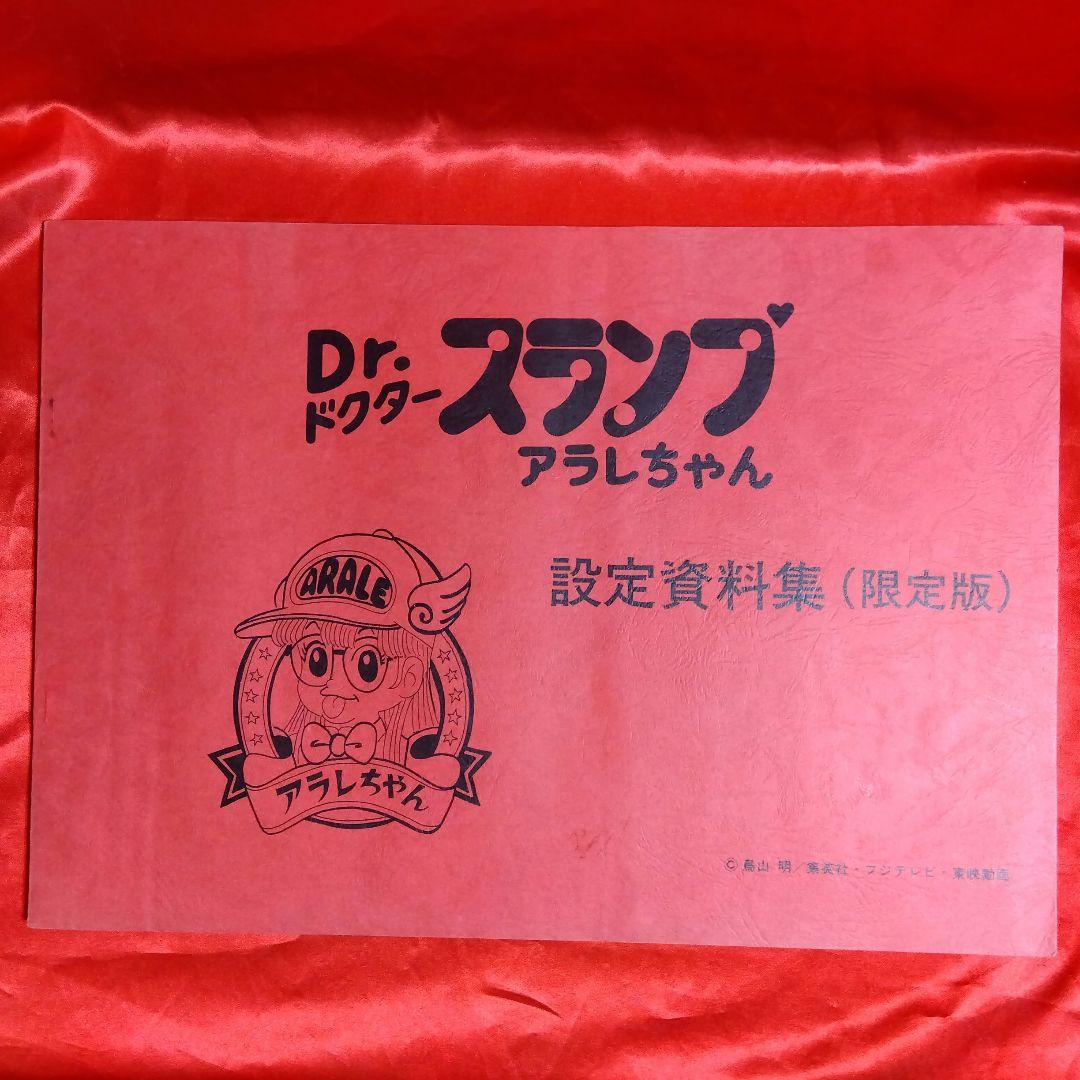 Dr.
ドクタースランプ
アラレちゃん
設定資料集(限定版)
ARALE
アラレちゃん
© 鳥山 明/集英社・フジテレビ・東映動画